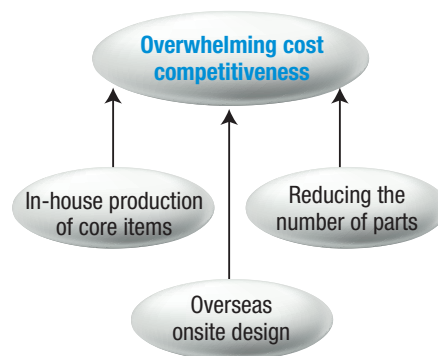 Overwhelming cost
competitiveness
In-house production
of core items
Reducing the
number of parts
Overseas
onsite design